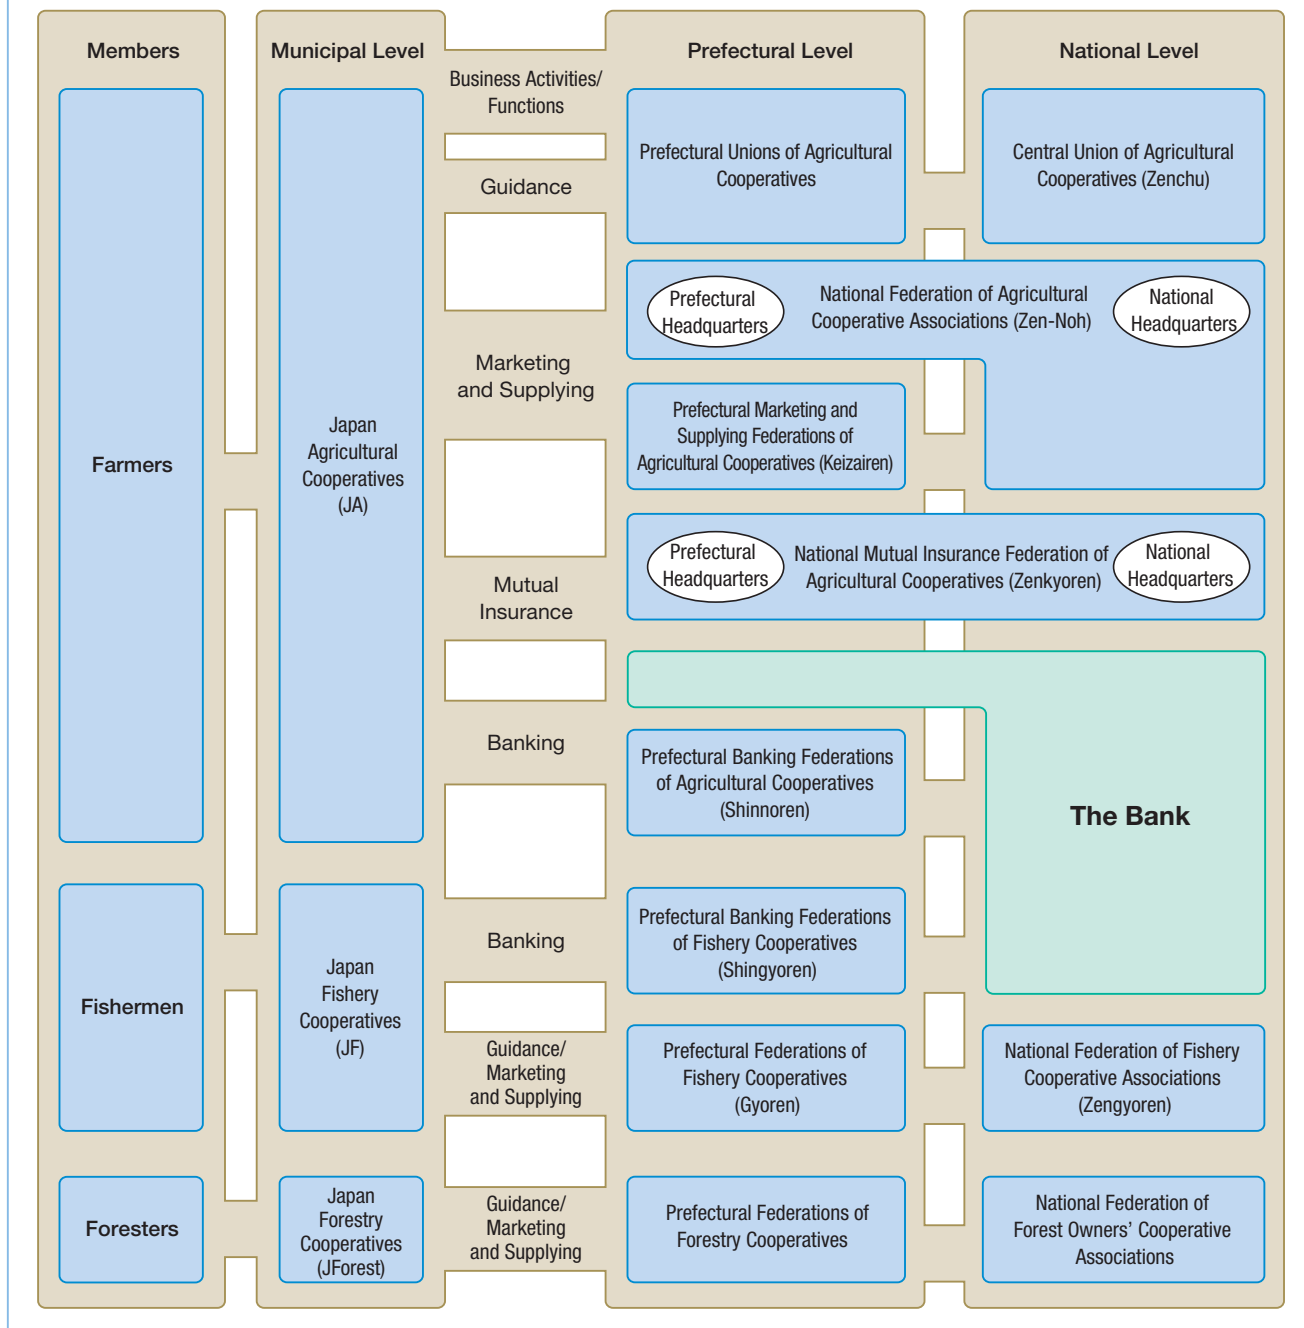 Members
Municipal Level
Prefectural Level
National Level
Business Activities/
Functions
Guidance
Marketing
and Supplying
Mutual
Insurance
Banking
Banking
Guidance/
Marketing
and Supplying
Guidance/
Marketing
and Supplying
Farmers
Fishermen
Foresters
Japan
Agricultural
Cooperatives
(JA)
Japan
Fishery
Cooperatives
(JF)
Japan
Forestry
Cooperatives
(JForest)
Prefectural Unions of Agricultural
Cooperatives
Central Union of Agricultural
Cooperatives (Zenchu)
Prefectural
Headquarters
National Federation of Agricultural
Cooperative Associations (Zen-Noh)
National
Headquarters
Prefectural Marketing and
Supplying Federations of
Agricultural Cooperatives (Keizairen)
Prefectural
Headquarters
National Mutual Insurance Federation of
Agricultural Cooperatives (Zenkyoren)
National
Headquarters
Prefectural Banking Federations
of Agricultural Cooperatives
(Shinnoren)
The Bank
Prefectural Banking Federations
of Fishery Cooperatives
(Shingyoren)
Prefectural Federations of
Fishery Cooperatives
(Gyoren)
National Federation of Fishery
Cooperative Associations
(Zengyoren)
Prefectural Federations of
Forestry Cooperatives
National Federation of
Forest Owners’ Cooperative
Associations